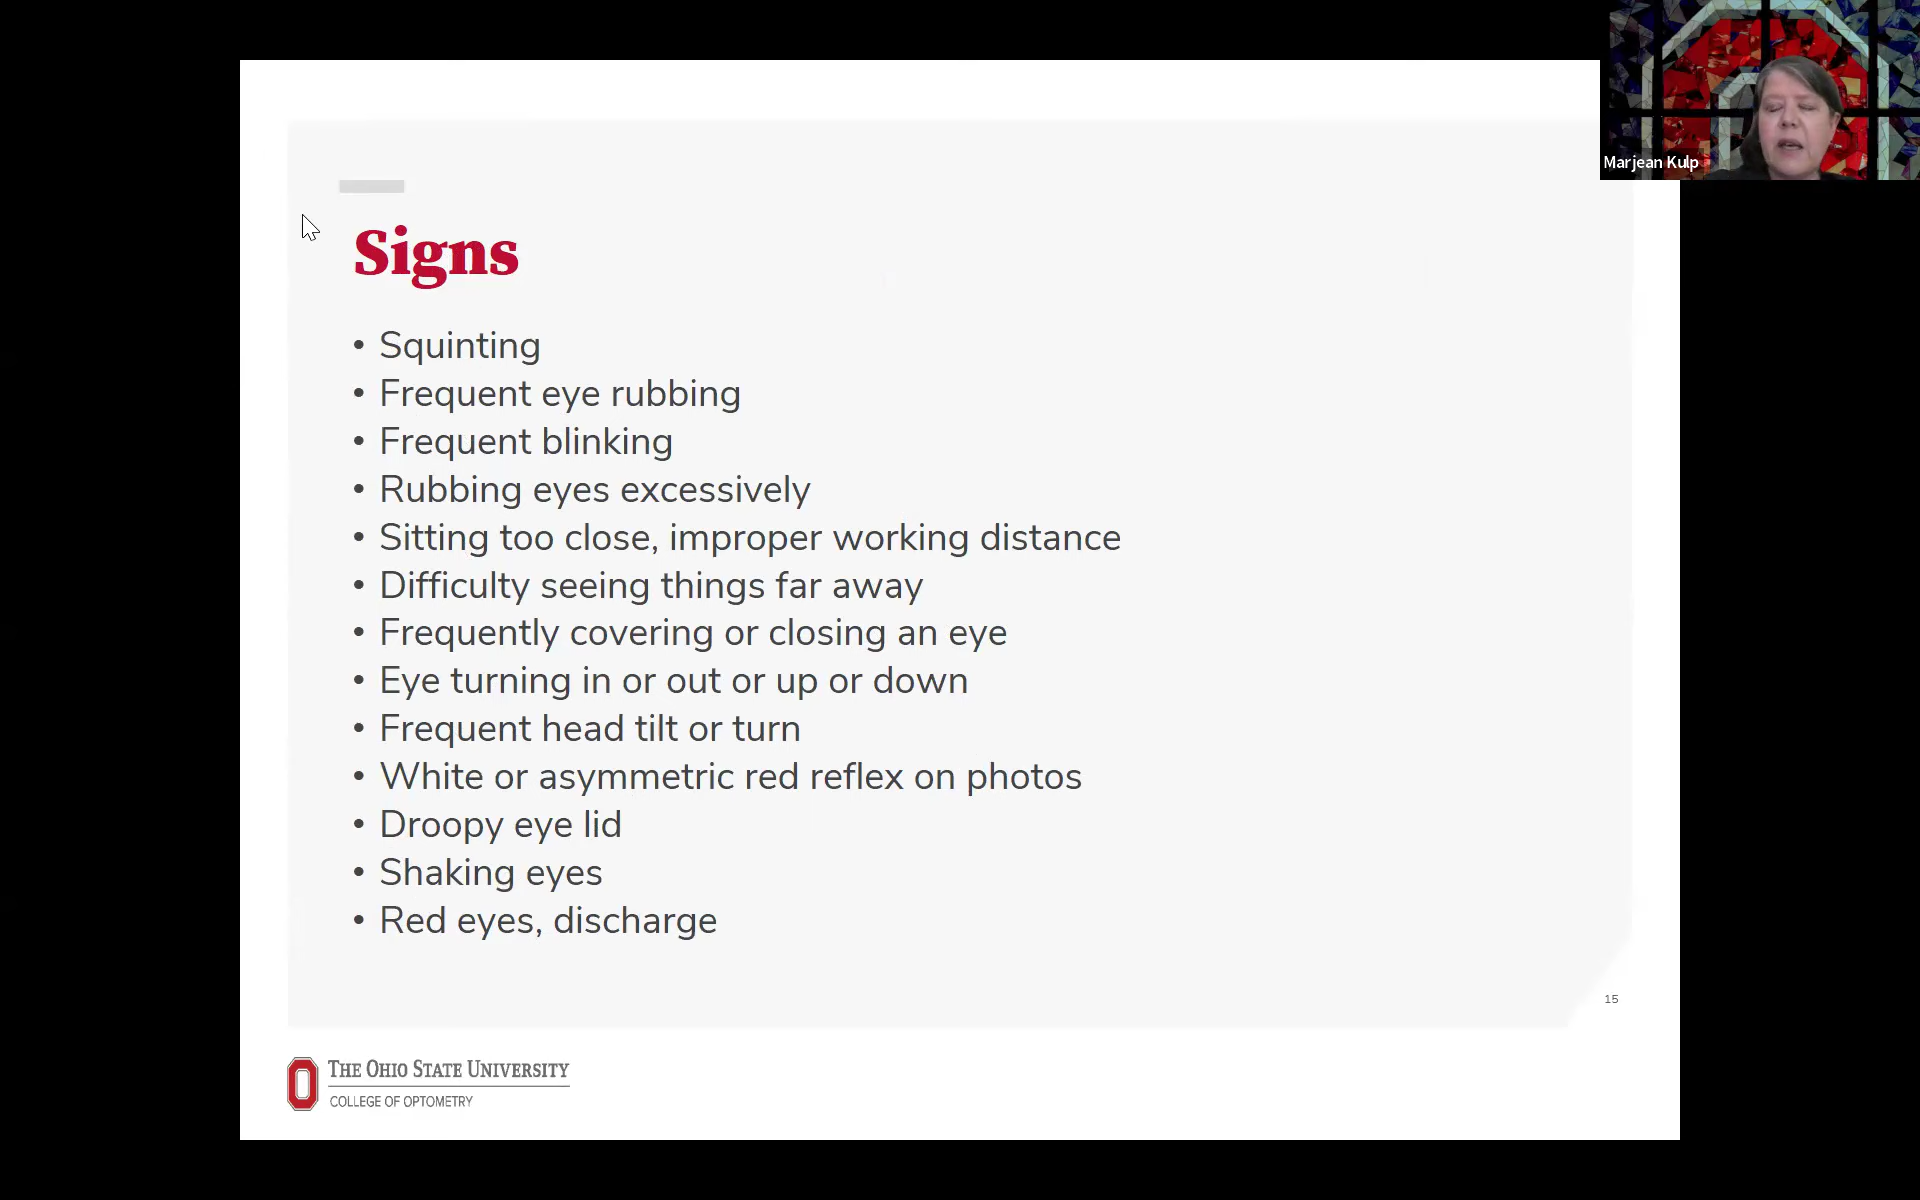 Marjean Kulp
Signs
• Squinting
• Frequent eye rubbing
• Frequent blinking
• Rubbing eyes excessively
• Sitting too close, improper working distance
• Difficulty seeing things far away
• Frequently covering or closing an eye
• Eye turning in or out or up or down
• Frequent head tilt or turn
• White or asymmetric red reflex on photos
• Droopy eye lid
• Shaking eyes
• Red eyes, discharge
15
THE OHIO STATE UNIVERSITY
COLLEGE OF OPTOMETRY